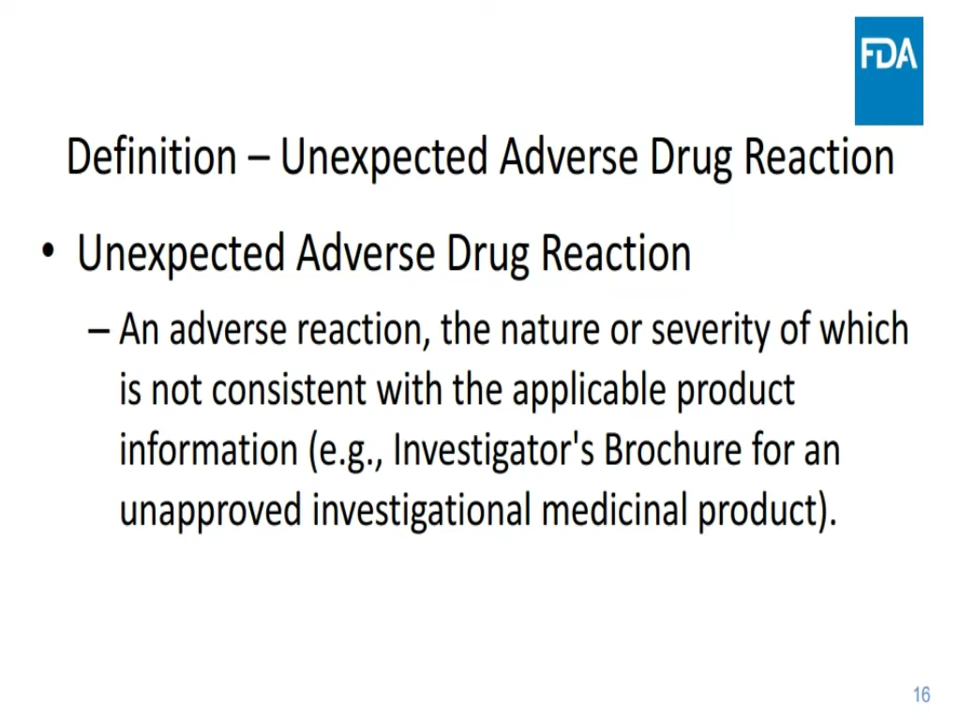 FDA
Definition – Unexpected Adverse Drug Reaction
• Unexpected Adverse Drug Reaction
– An adverse reaction, the nature or severity of which
is not consistent with the applicable product
information (e.g., Investigator's Brochure for an
unapproved investigational medicinal product).
16